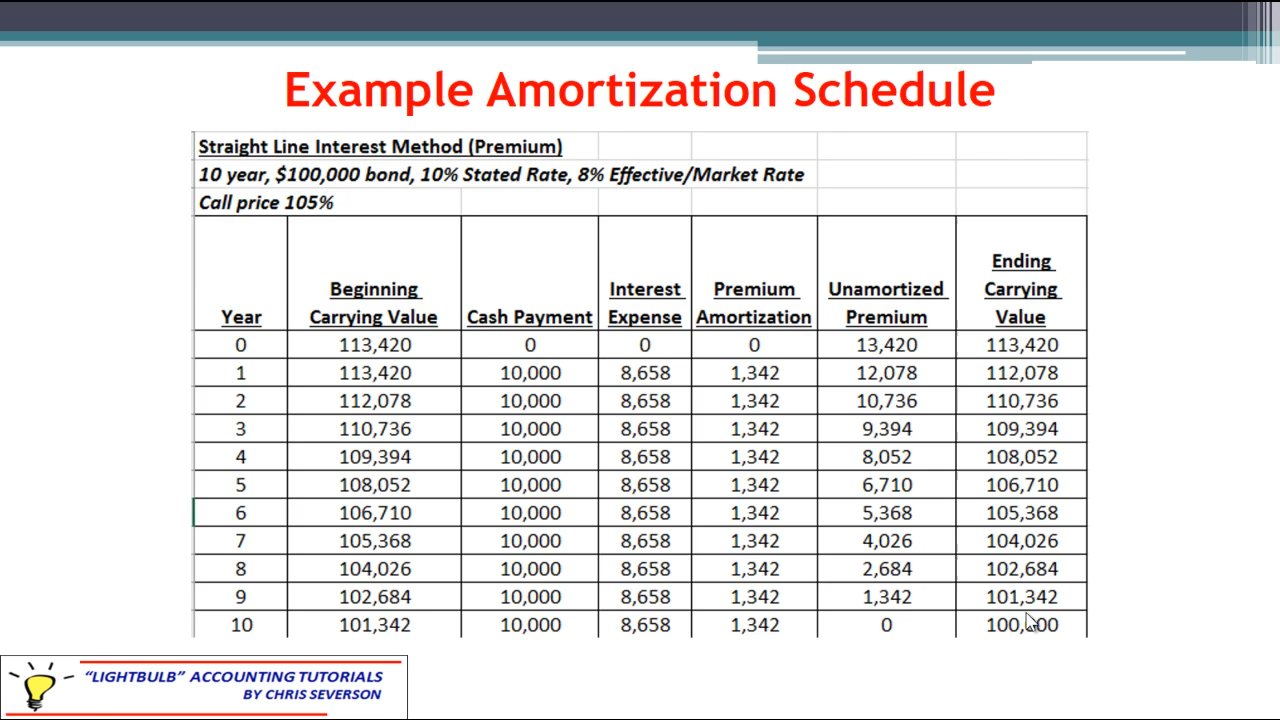 Example Amortization Schedule
Straight Line Interest Method (Premium)
10 year, $100,000 bond, 10% Stated Rate, 8% Effective/Market Rate
Call price 105%
Year Beginning Carrying Value Cash Payment Interest Expense Premium Amortization Unamortized Premium Ending Carrying Value
0 113,420 0 0 0 13,420 113,420
1 113,420 10,000 8,658 1,342 12,078 112,078
2 112,078 10,000 8,658 1,342 10,736 110,736
3 110,736 10,000 8,658 1,342 9,394 109,394
4 109,394 10,000 8,658 1,342 8,052 108,052
5 108,052 10,000 8,658 1,342 6,710 106,710
6 106,710 10,000 8,658 1,342 5,368 105,368
7 105,368 10,000 8,658 1,342 4,026 104,026
8 104,026 10,000 8,658 1,342 2,684 102,684
9 102,684 10,000 8,658 1,342 1,342 101,342
10 101,342 10,000 8,658 1,342 0 100,000
“LIGHTBULB” ACCOUNTING TUTORIALS
BY CHRIS SEVERSON